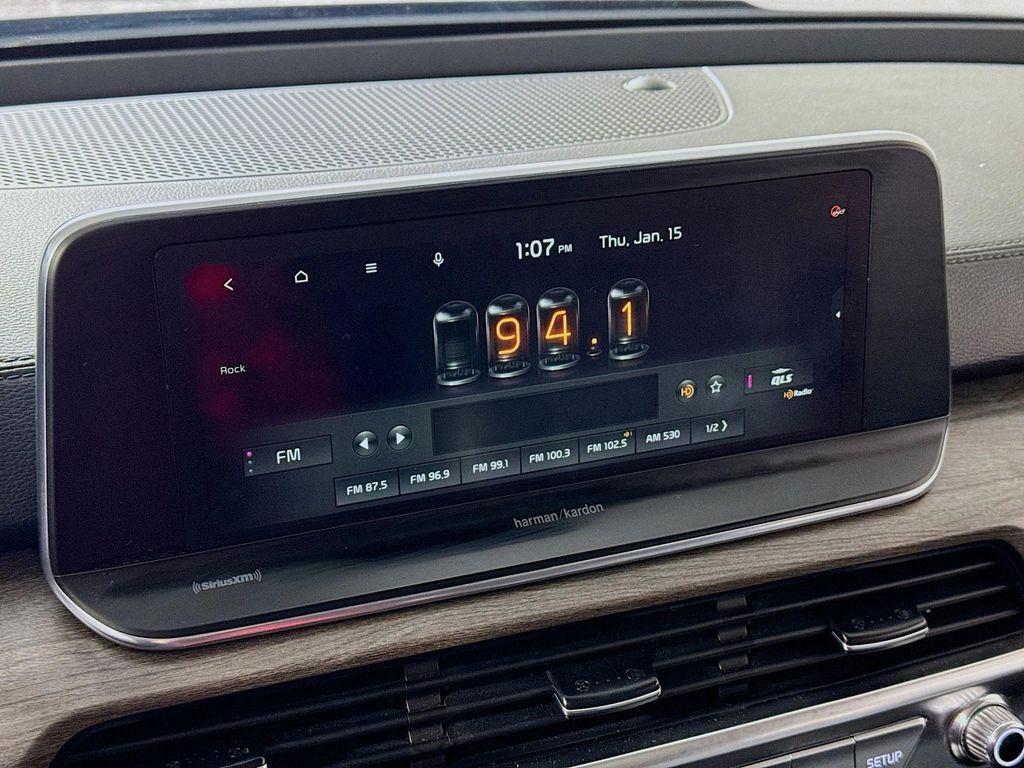 1:07 PM Thu, Jan. 15
94.1
Rock
HD
QLS
HD Radio
FM
FM 87.5 FM 96.9 FM 99.1 FM 100.3 FM 102.5 AM 530 1/2 >
harman/kardon
((SiriusXM))
SETUP